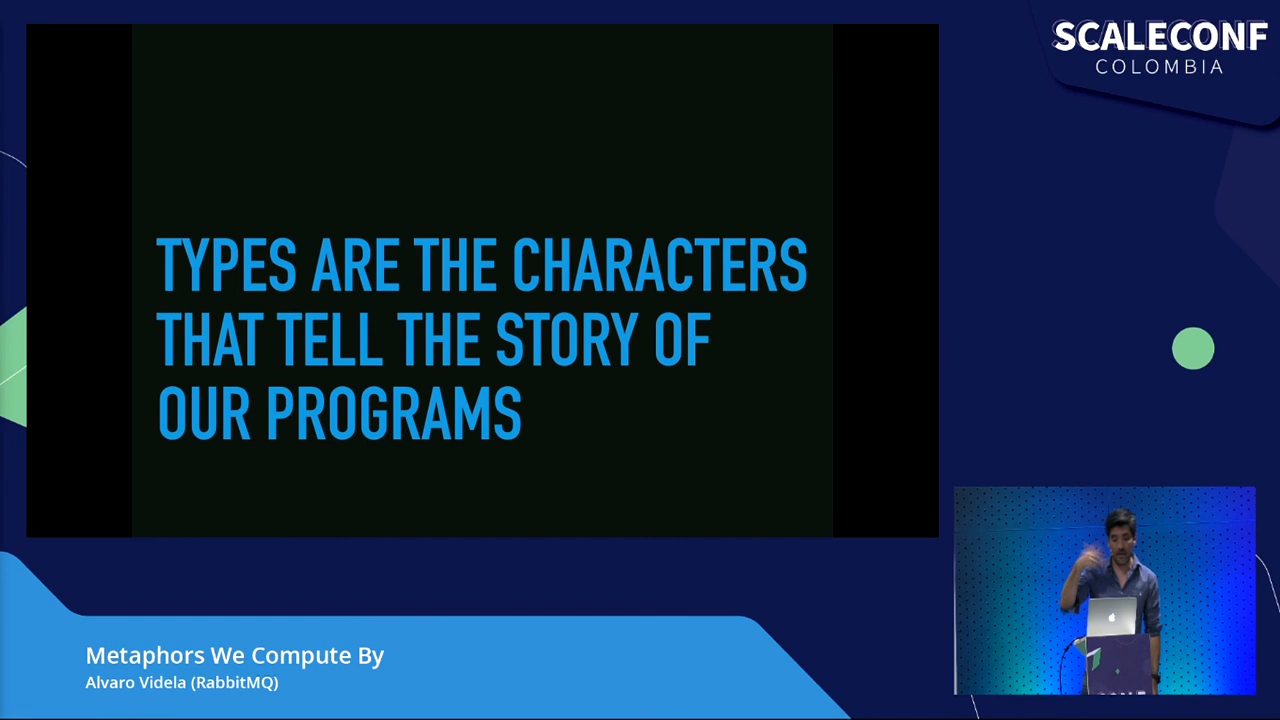 SCALECONF
COLOMBIA
TYPES ARE THE CHARACTERS
THAT TELL THE STORY OF
OUR PROGRAMS
Metaphors We Compute By
Alvaro Videla (RabbitMQ)